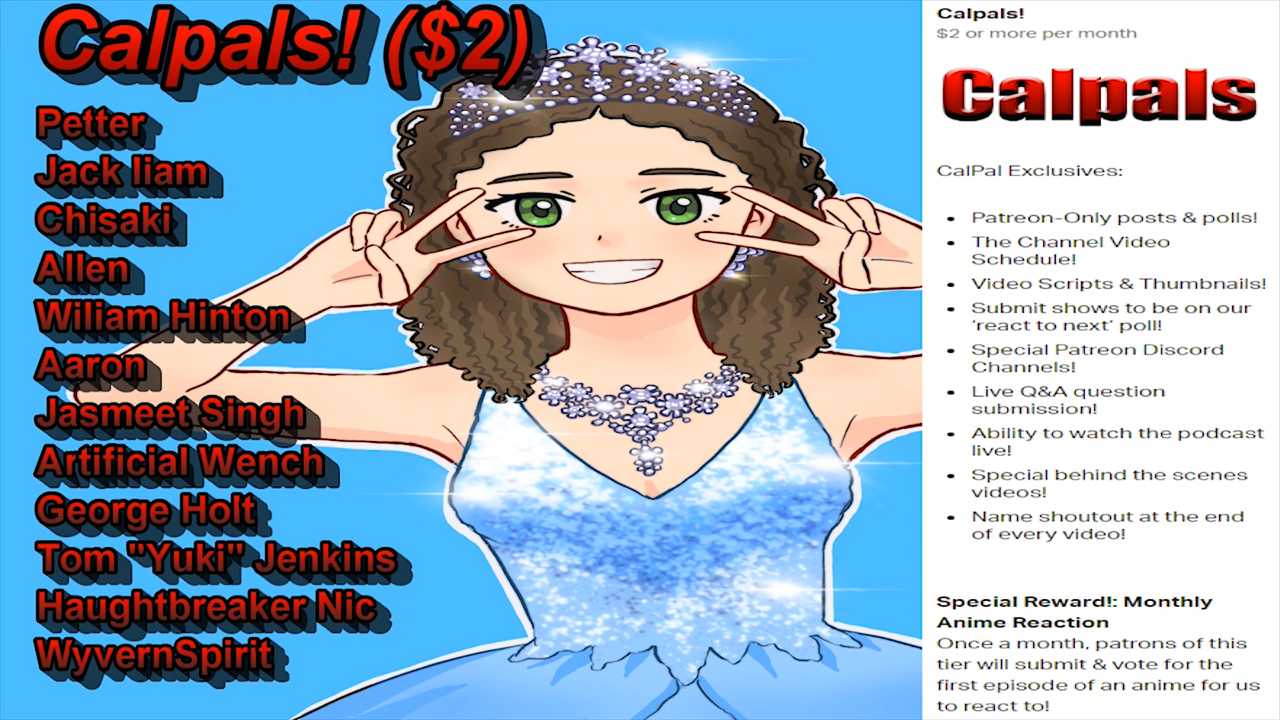 Calpals! ($2)
Petter
Jack liam
Chisaki
Allen
Wiliam Hinton
Aaron
Jasmeet Singh
Artificial Wench
George Holt
Tom "Yuki" Jenkins
Haughtbreaker Nic
WyvernSpirit
Calpals!
$2 or more per month
Calpals
CalPal Exclusives:
• Patreon-Only posts & polls!
• The Channel Video
Schedule!
• Video Scripts & Thumbnails!
• Submit shows to be on our
‘react to next’ poll!
• Special Patreon Discord
Channels!
• Live Q&A question
submission!
• Ability to watch the podcast
live!
• Special behind the scenes
videos!
• Name shoutout at the end
of every video!
Special Reward!: Monthly
Anime Reaction
Once a month, patrons of this
tier will submit & vote for the
first episode of an anime for us
to react to!